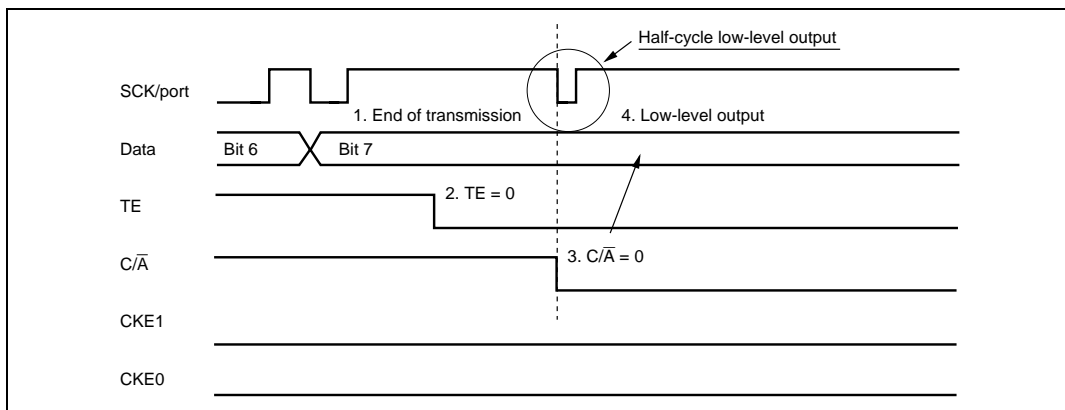 Half-cycle low-level output
SCK/port
1. End of transmission
4. Low-level output
Data
Bit 6
Bit 7
TE
2. TE = 0
C/A̅
3. C/A̅ = 0
CKE1
CKE0